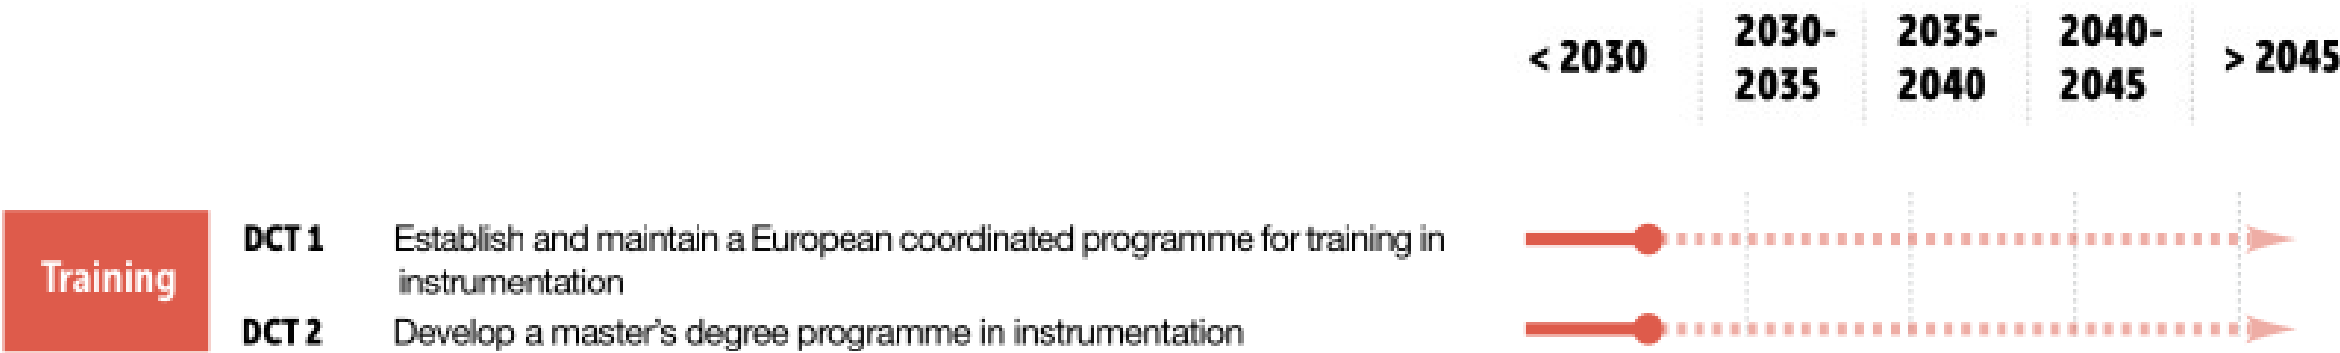 < 2030
2030-
2035
2035-
2040
2040-
2045
> 2045
Training
DCT 1 Establish and maintain a European coordinated programme for training in
instrumentation
DCT 2 Develop a master's degree programme in instrumentation